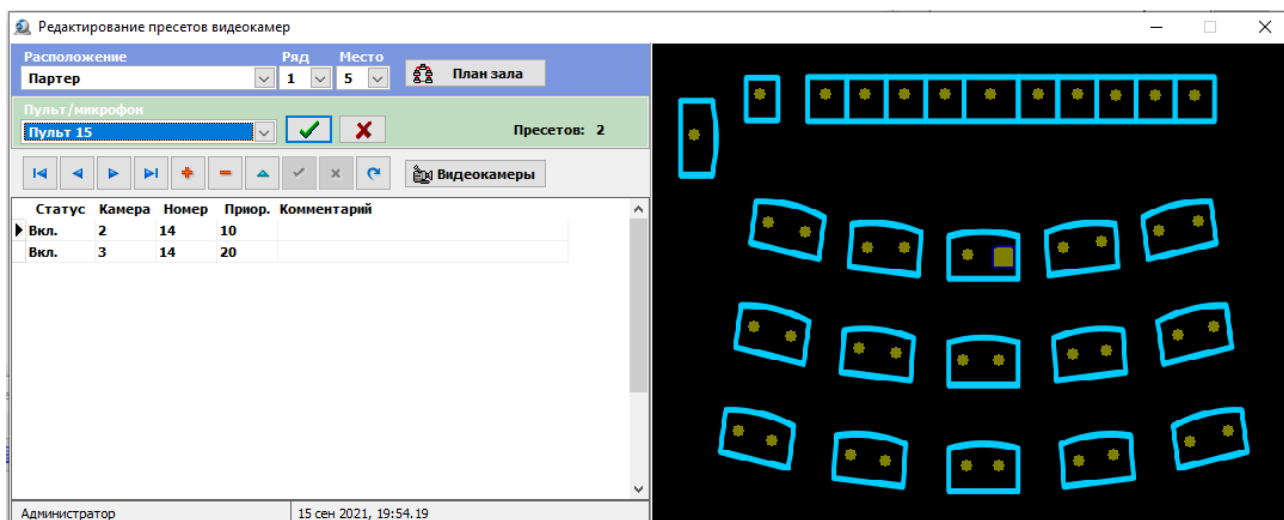 Редактирование пресетов видеокамер
Расположение Ряд Место
Партер 1 5 План зала
Пульт/микрофон
Пульт 15 Пресетов: 2
Видеокамеры
Статус Камера Номер Приор. Комментарий
Вкл. 2 14 10
Вкл. 3 14 20
Администратор 15 сен 2021, 19:54.19